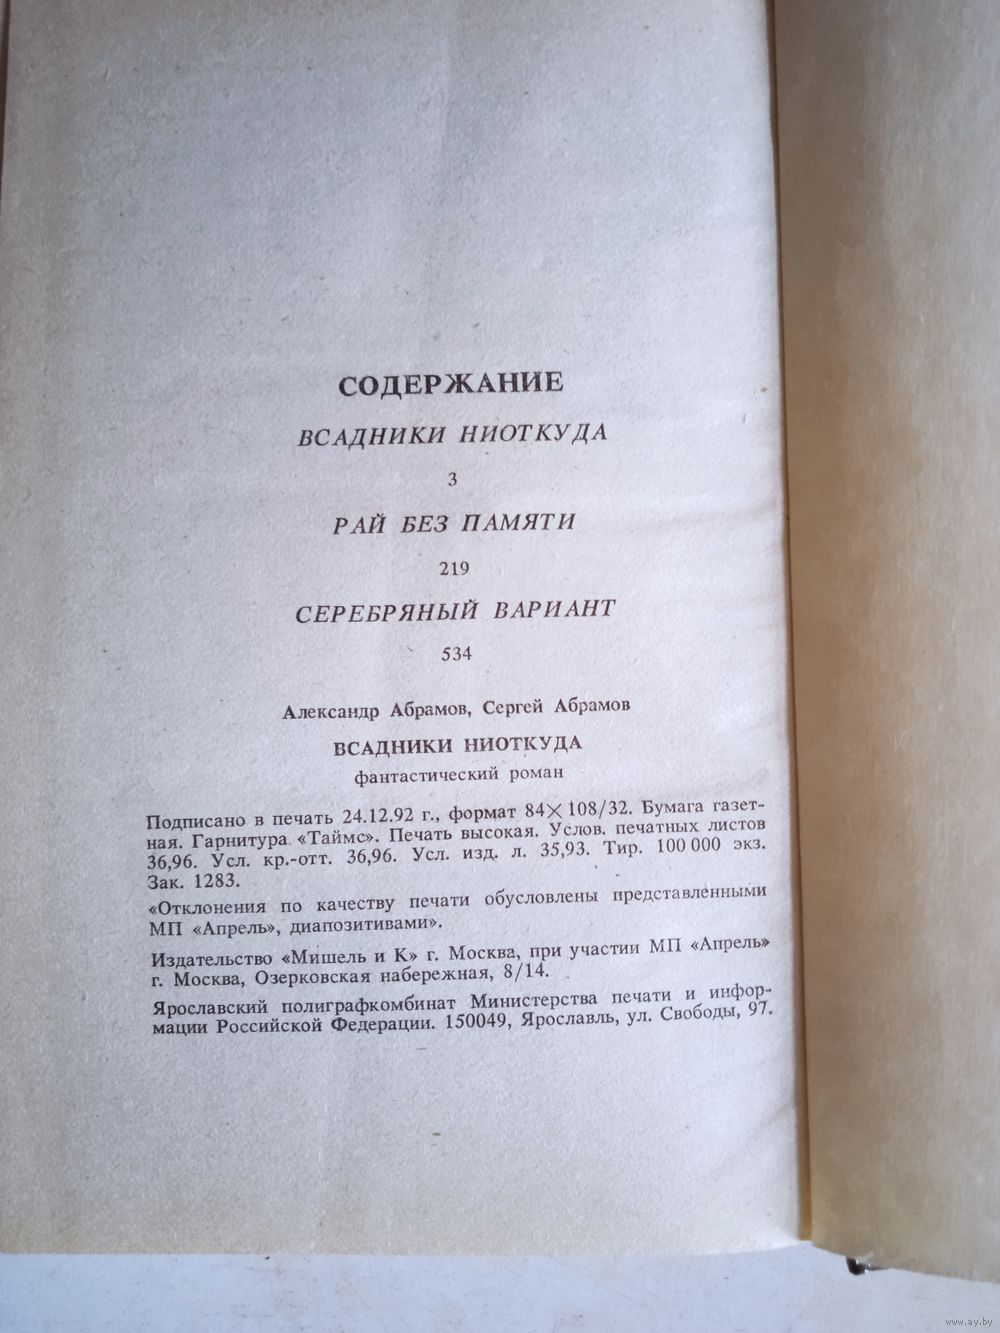 СОДЕРЖАНИЕ
ВСАДНИКИ НИОТКУДА
3
РАЙ БЕЗ ПАМЯТИ
219
СЕРЕБРЯНЫЙ ВАРИАНТ
534
Александр Абрамов, Сергей Абрамов
ВСАДНИКИ НИОТКУДА
фантастический роман
Подписано в печать 24.12.92 г., формат 84×108/32. Бумага газет-
ная. Гарнитура «Таймс». Печать высокая. Услов. печатных листов
36,96. Усл. кр.-отт. 36,96. Усл. изд. л. 35,93. Тир. 100 000 экз.
Зак. 1283.
«Отклонения по качеству печати обусловлены представленными
МП «Апрель», диапозитивами».
Издательство «Мишель и К» г. Москва, при участии МП «Апрель»
г. Москва, Озерковская набережная, 8/14.
Ярославский полиграфкомбинат Министерства печати и инфор-
мации Российской Федерации. 150049, Ярославль, ул. Свободы, 97.
www.ay.by